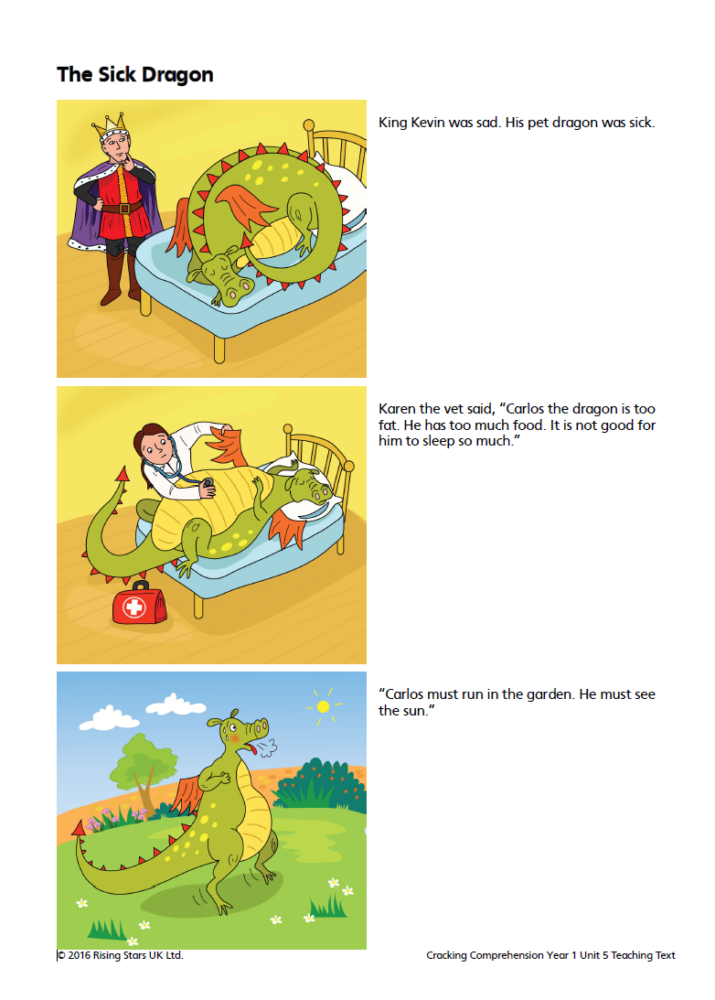 The Sick Dragon
King Kevin was sad. His pet dragon was sick.
Karen the vet said, “Carlos the dragon is too
fat. He has too much food. It is not good for
him to sleep so much.”
“Carlos must run in the garden. He must see
the sun.”
© 2016 Rising Stars UK Ltd.
Cracking Comprehension Year 1 Unit 5 Teaching Text